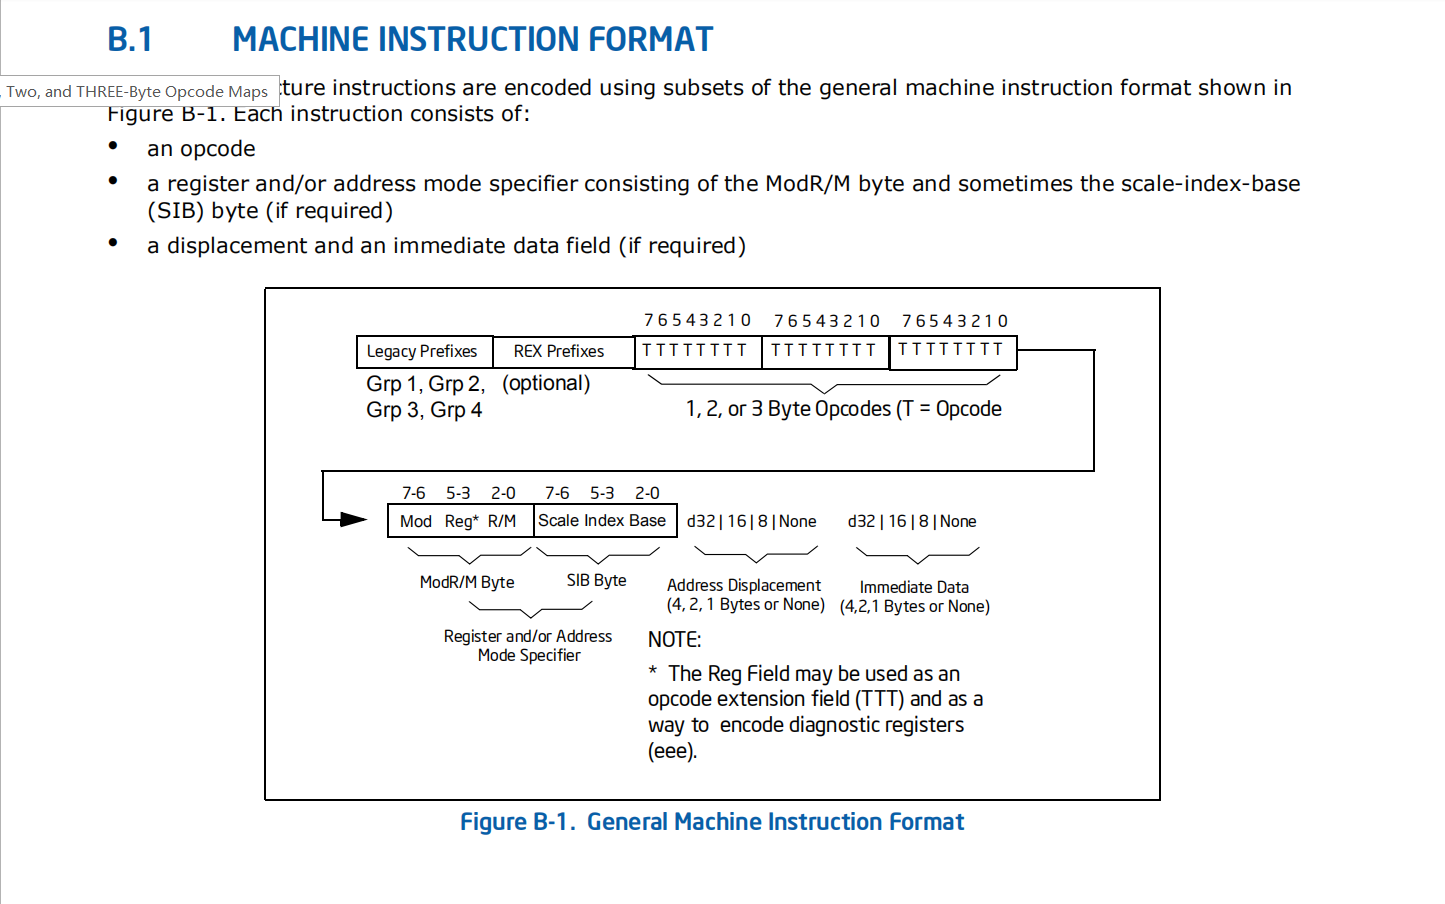 B.1 MACHINE INSTRUCTION FORMAT
, Two, and THREE-Byte Opcode Maps
cture instructions are encoded using subsets of the general machine instruction format shown in
Figure B-1. Each instruction consists of:
• an opcode
• a register and/or address mode specifier consisting of the ModR/M byte and sometimes the scale-index-base
(SIB) byte (if required)
• a displacement and an immediate data field (if required)
7 6 5 4 3 2 1 0 7 6 5 4 3 2 1 0 7 6 5 4 3 2 1 0
Legacy Prefixes REX Prefixes T T T T T T T T T T T T T T T T T T T T T T T T
Grp 1, Grp 2, (optional)
Grp 3, Grp 4 1, 2, or 3 Byte Opcodes (T = Opcode
7-6 5-3 2-0 7-6 5-3 2-0
Mod Reg* R/M Scale Index Base d32 | 16 | 8 | None d32 | 16 | 8 | None
ModR/M Byte SIB Byte Address Displacement Immediate Data
(4, 2, 1 Bytes or None) (4,2,1 Bytes or None)
Register and/or Address
Mode Specifier
NOTE:
* The Reg Field may be used as an
opcode extension field (TTT) and as a
way to encode diagnostic registers
(eee).
Figure B-1. General Machine Instruction Format